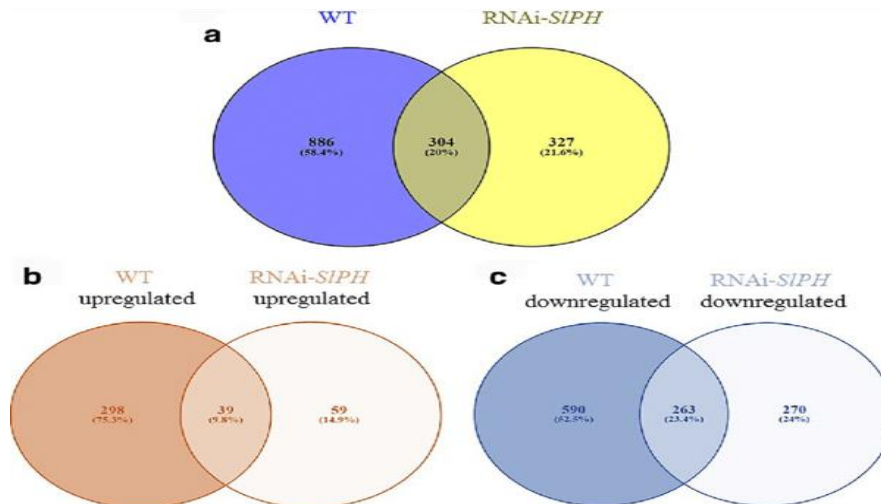 WT RNAi-SlPH
a
886 304 327
(58.4%) (20%) (21.6%)
b WT RNAi-SlPH c WT RNAi-SlPH
upregulated upregulated downregulated downregulated
298 39 59 590 263 270
(75.3%) (9.8%) (14.9%) (52.5%) (23.4%) (24%)